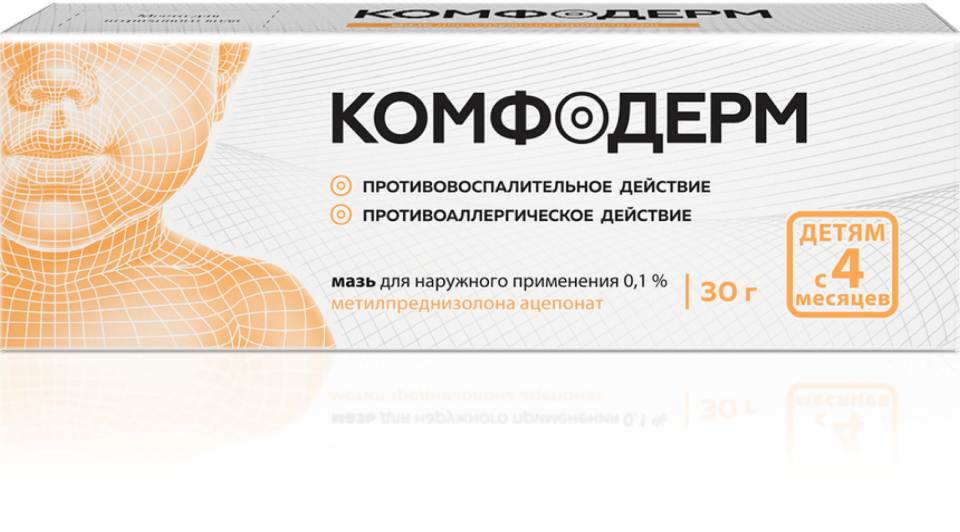 КОМФОДЕРМ
КОМФОДЕРМ
ПРОТИВОВОСПАЛИТЕЛЬНОЕ ДЕЙСТВИЕ
ПРОТИВОАЛЛЕРГИЧЕСКОЕ ДЕЙСТВИЕ
ДЕТЯМ
с 4
месяцев
мазь для наружного применения 0,1 %
метилпреднизолона ацепонат
30 г